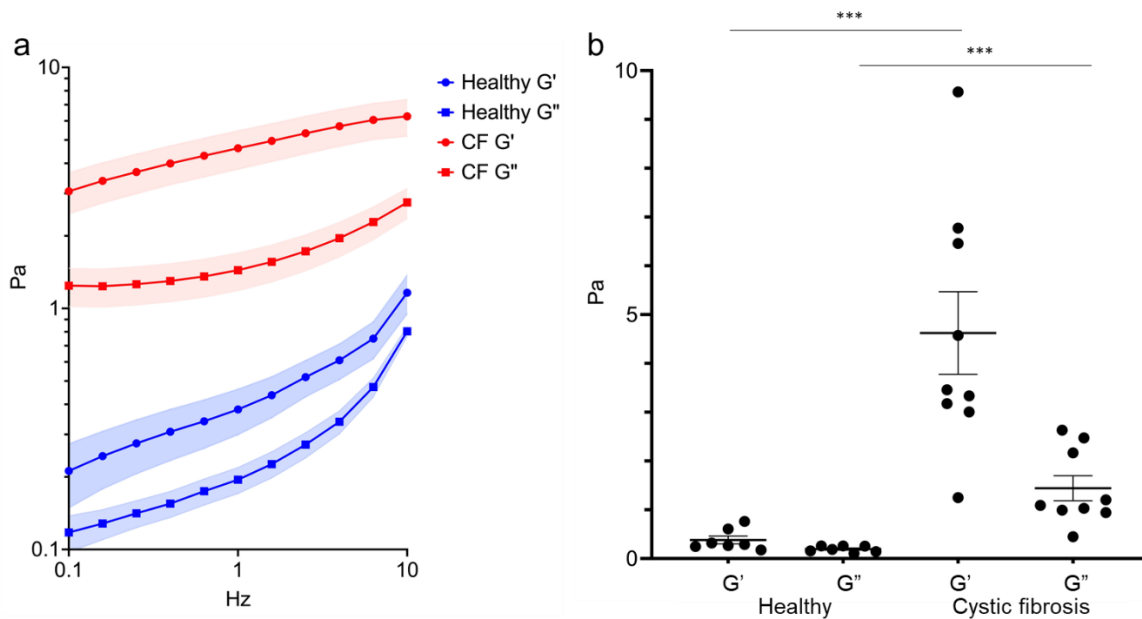 a
10
1
0.1
Pa
0.1
1
10
Hz
Healthy G'
Healthy G"
CF G'
CF G"
b
***
***
10
5
0
Pa
G' G" G' G"
Healthy Cystic fibrosis